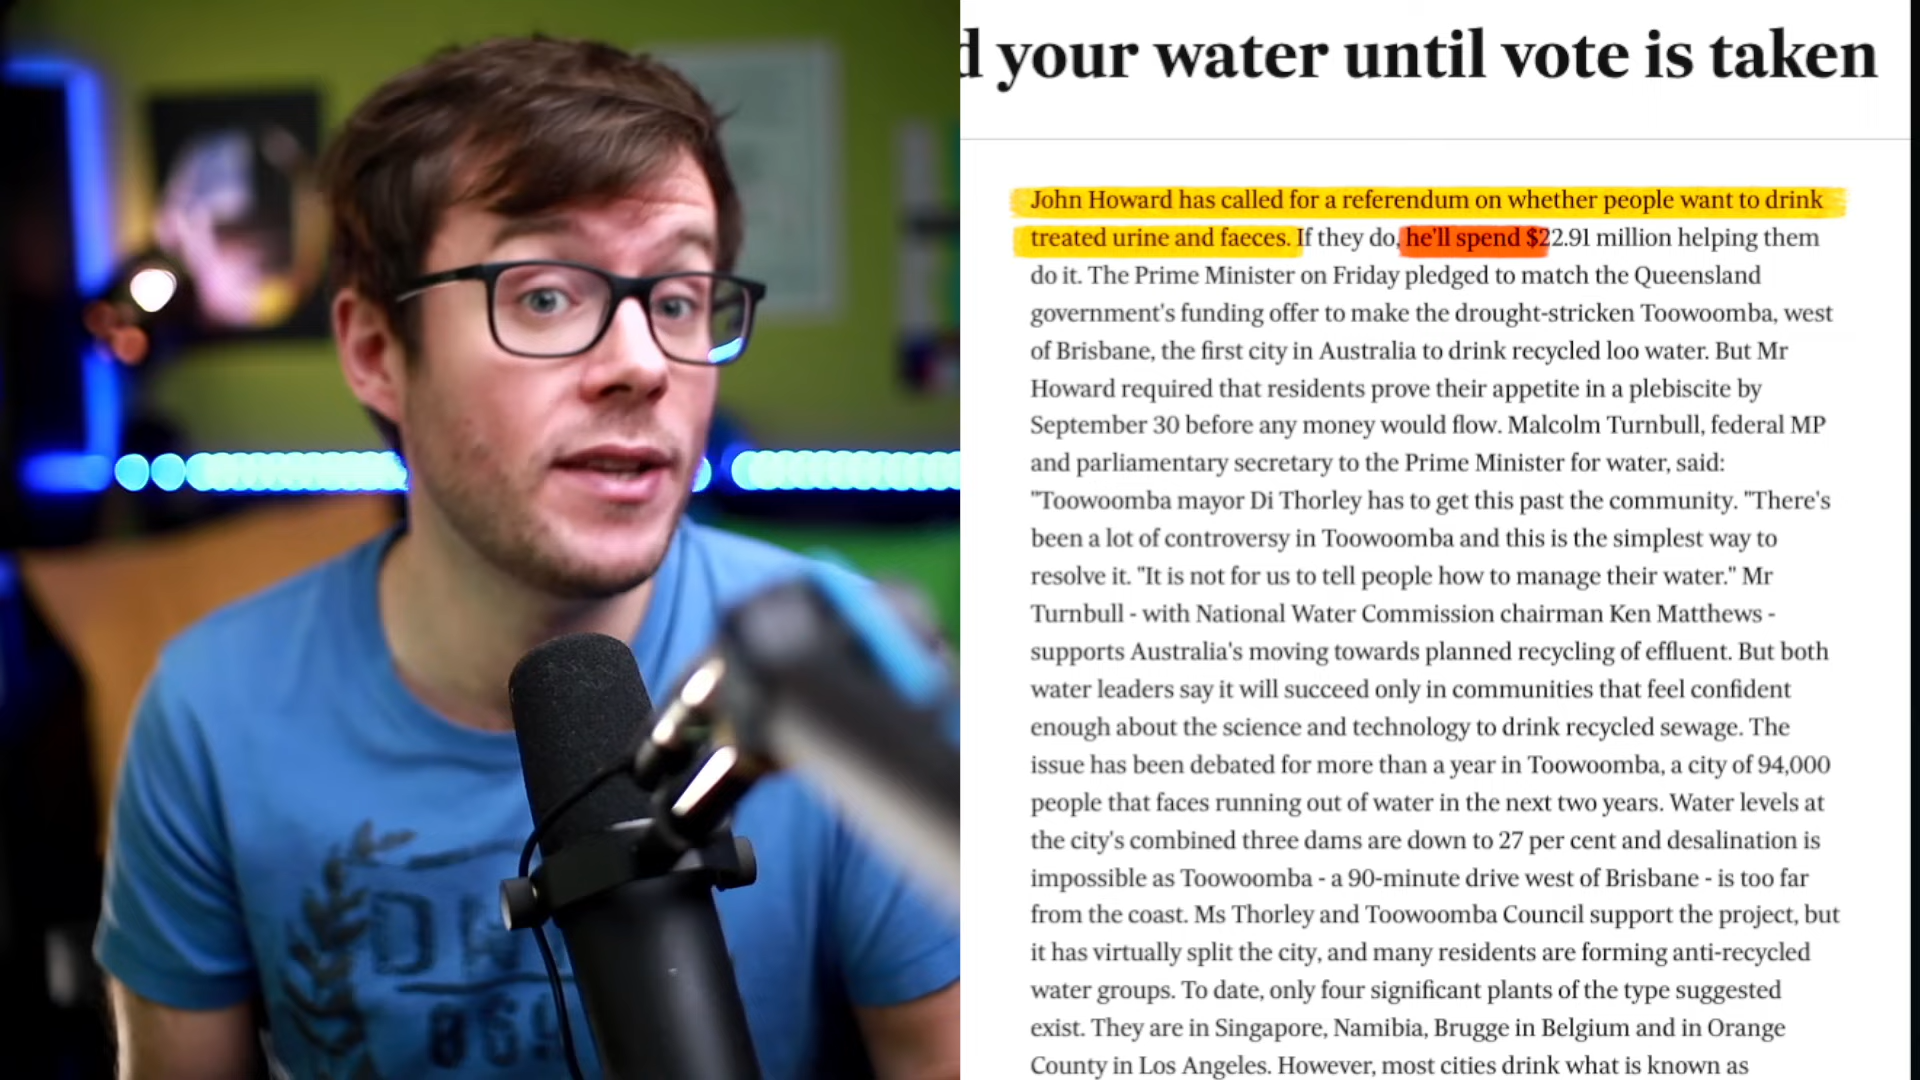 d your water until vote is taken
John Howard has called for a referendum on whether people want to drink
treated urine and faeces. If they do, he'll spend $22.91 million helping them
do it. The Prime Minister on Friday pledged to match the Queensland
government's funding offer to make the drought-stricken Toowoomba, west
of Brisbane, the first city in Australia to drink recycled loo water. But Mr
Howard required that residents prove their appetite in a plebiscite by
September 30 before any money would flow. Malcolm Turnbull, federal MP
and parliamentary secretary to the Prime Minister for water, said:
"Toowoomba mayor Di Thorley has to get this past the community. "There's
been a lot of controversy in Toowoomba and this is the simplest way to
resolve it. "It is not for us to tell people how to manage their water." Mr
Turnbull - with National Water Commission chairman Ken Matthews -
supports Australia's moving towards planned recycling of effluent. But both
water leaders say it will succeed only in communities that feel confident
enough about the science and technology to drink recycled sewage. The
issue has been debated for more than a year in Toowoomba, a city of 94,000
people that faces running out of water in the next two years. Water levels at
the city's combined three dams are down to 27 per cent and desalination is
impossible as Toowoomba - a 90-minute drive west of Brisbane - is too far
from the coast. Ms Thorley and Toowoomba Council support the project, but
it has virtually split the city, and many residents are forming anti-recycled
water groups. To date, only four significant plants of the type suggested
exist. They are in Singapore, Namibia, Brugge in Belgium and in Orange
County in Los Angeles. However, most cities drink what is known as